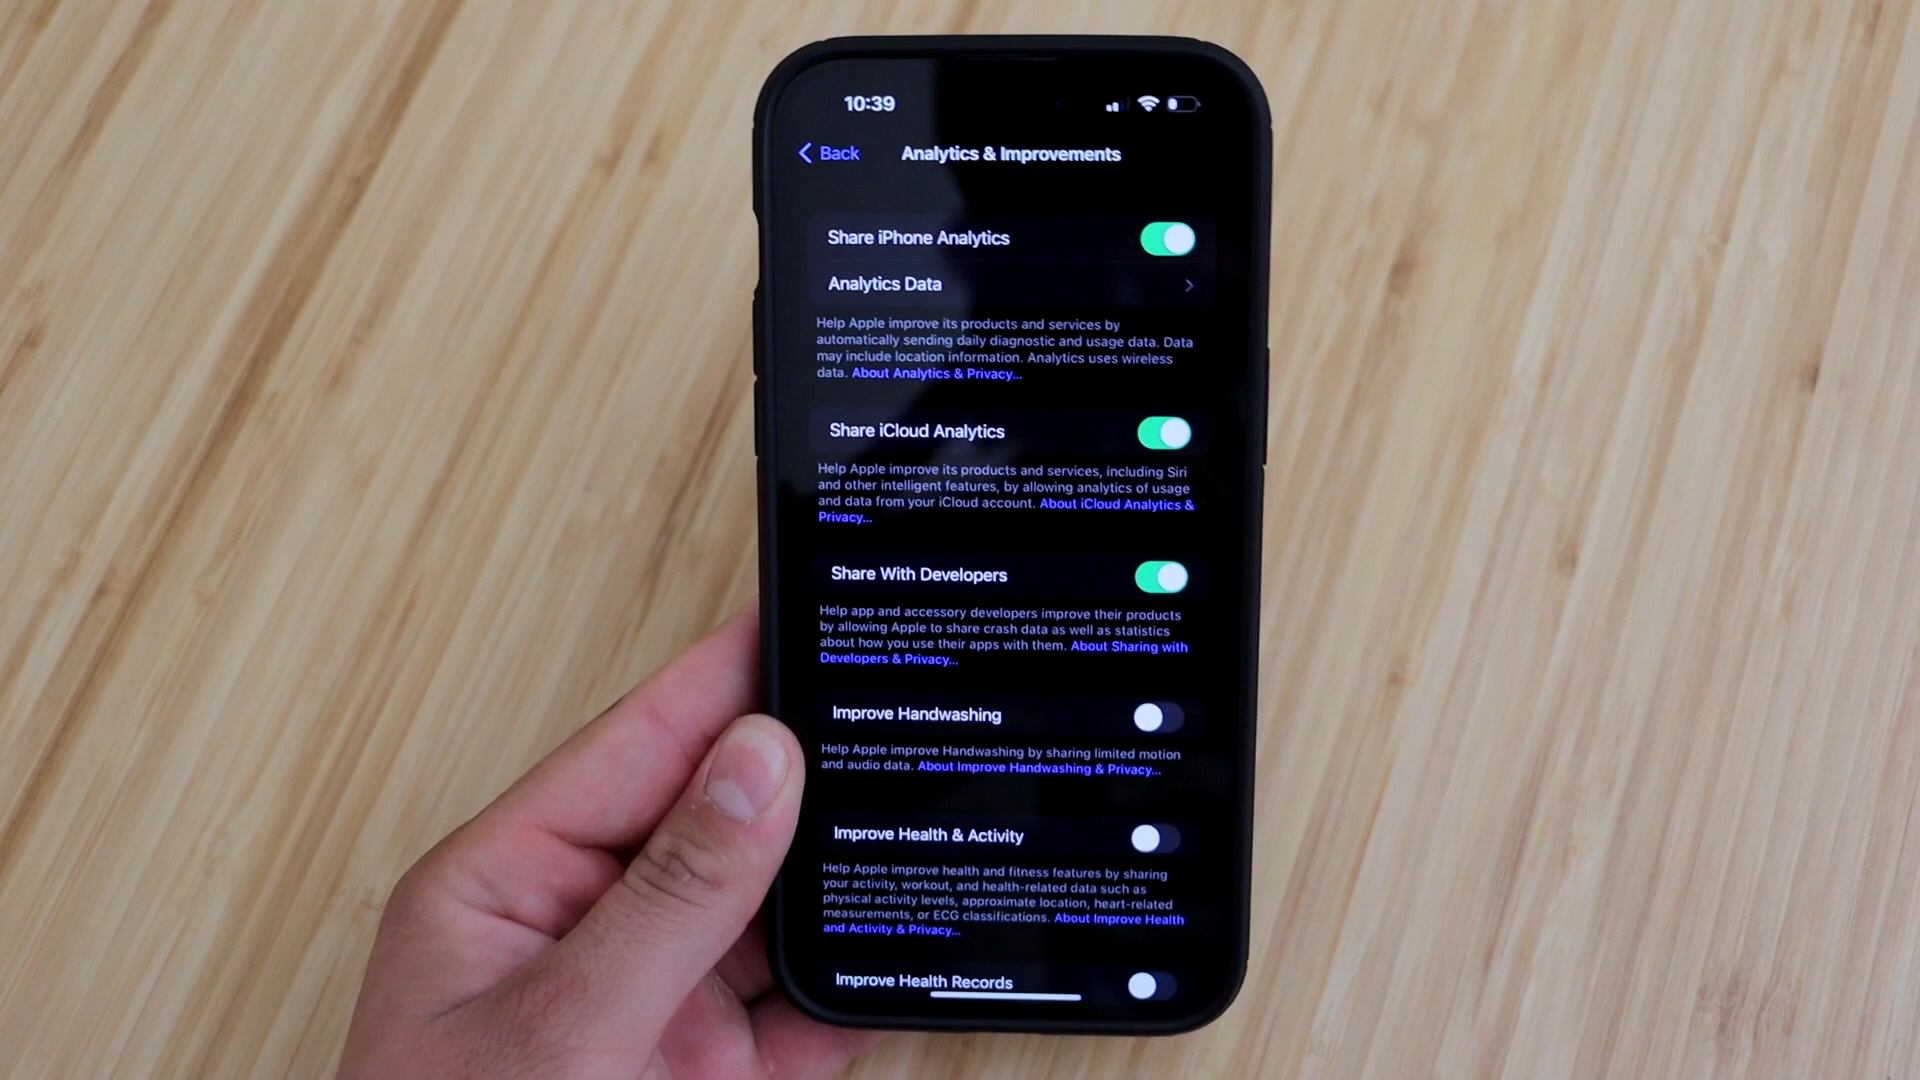 10:39
Back
Analytics & Improvements
Share iPhone Analytics
Analytics Data
Help Apple improve its products and services by
automatically sending daily diagnostic and usage data. Data
may include location information. Analytics uses wireless
data. About Analytics & Privacy...
Share iCloud Analytics
Help Apple improve its products and services, including Siri
and other intelligent features, by allowing analytics of usage
and data from your iCloud account. About iCloud Analytics &
Privacy...
Share With Developers
Help app and accessory developers improve their products
by allowing Apple to share crash data as well as statistics
about how you use their apps with them. About Sharing with
Developers & Privacy...
Improve Handwashing
Help Apple improve Handwashing by sharing limited motion
and audio data. About Improve Handwashing & Privacy...
Improve Health & Activity
Help Apple improve health and fitness features by sharing
your activity, workout, and health-related data such as
physical activity levels, approximate location, heart-related
measurements, or ECG classifications. About Improve Health
and Activity & Privacy...
Improve Health Records